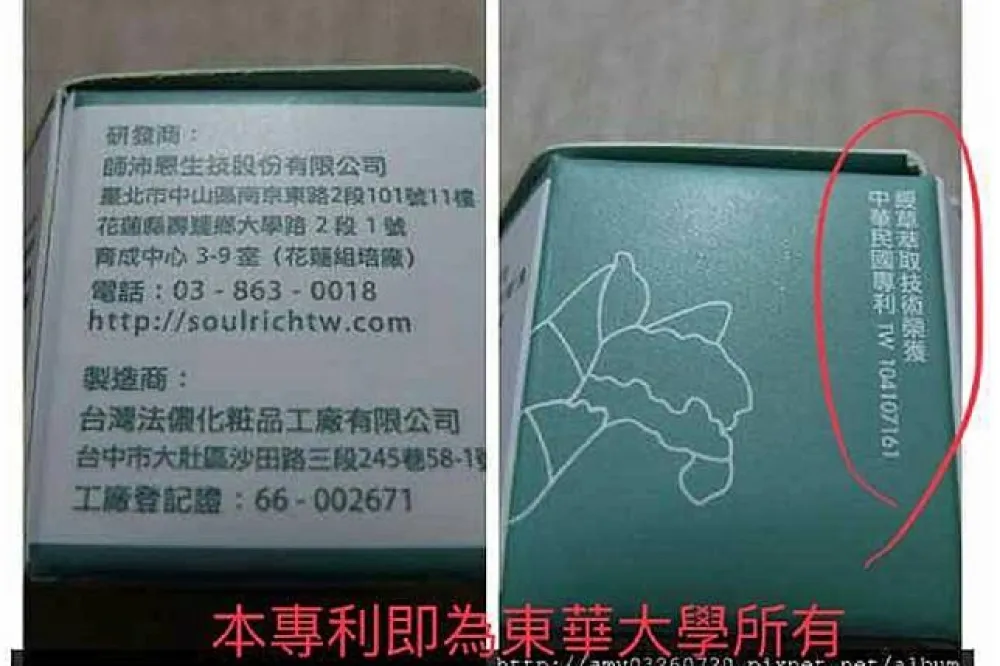 研發商：
師沛恩生技股份有限公司
臺北市中山區南京東路2段101號11樓
花蓮縣壽豐鄉大學路 2 段 1 號
育成中心 3-9 室（花蓮組培廠）
電話：03 - 863 - 0018
http://soulrichtw.com
製造商：
台灣法儂化粧品工廠有限公司
台中市大肚區沙田路三段245巷58-1號
工廠登記證：66 - 002671
萃取技術榮獲
中華民國專利 TW 104107161
本專利即為東華大學所有
http://amy03260720.pixnet.net/album